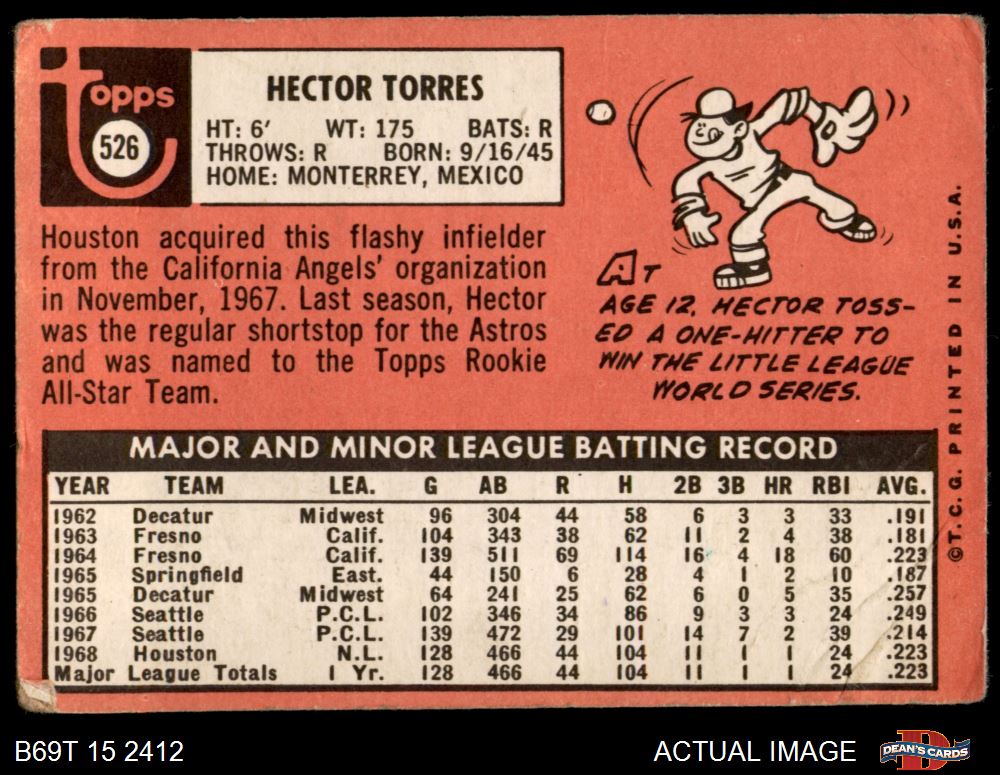 Topps
526
HECTOR TORRES
HT: 6' WT: 175 BATS: R
THROWS: R BORN: 9/16/45
HOME: MONTERREY, MEXICO
Houston acquired this flashy infielder
from the California Angels' organization
in November, 1967. Last season, Hector
was the regular shortstop for the Astros
and was named to the Topps Rookie
All-Star Team.
AT
AGE 12, HECTOR TOSS-
ED A ONE-HITTER TO
WIN THE LITTLE LEAGUE
WORLD SERIES.
©T.C.G. PRINTED IN U.S.A.
MAJOR AND MINOR LEAGUE BATTING RECORD
YEAR TEAM LEA. G AB R H 2B 3B HR RBI AVG.
1962 Decatur Midwest 96 304 44 58 6 3 3 33 .191
1963 Fresno Calif. 104 343 38 62 11 2 4 38 .181
1964 Fresno Calif. 139 511 69 114 16 4 18 60 .223
1965 Springfield East. 44 150 6 28 4 1 2 10 .187
1965 Decatur Midwest 64 241 25 62 6 0 5 35 .257
1966 Seattle P.C.L. 102 346 34 86 9 3 3 24 .249
1967 Seattle P.C.L. 139 472 29 101 14 7 2 39 .214
1968 Houston N.L. 128 466 44 104 11 1 1 24 .223
Major League Totals 1 Yr. 128 466 44 104 11 1 1 24 .223
B69T 15 2412
ACTUAL IMAGE
DEAN'S CARDS